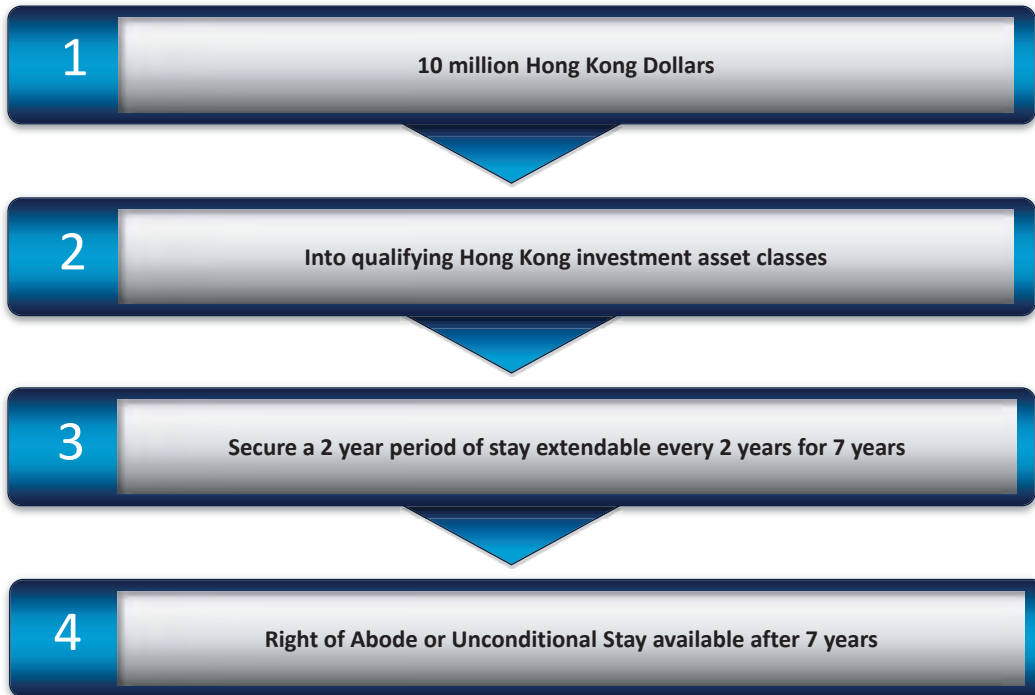 1
10 million Hong Kong Dollars
2
Into qualifying Hong Kong investment asset classes
3
Secure a 2 year period of stay extendable every 2 years for 7 years
4
Right of Abode or Unconditional Stay available after 7 years